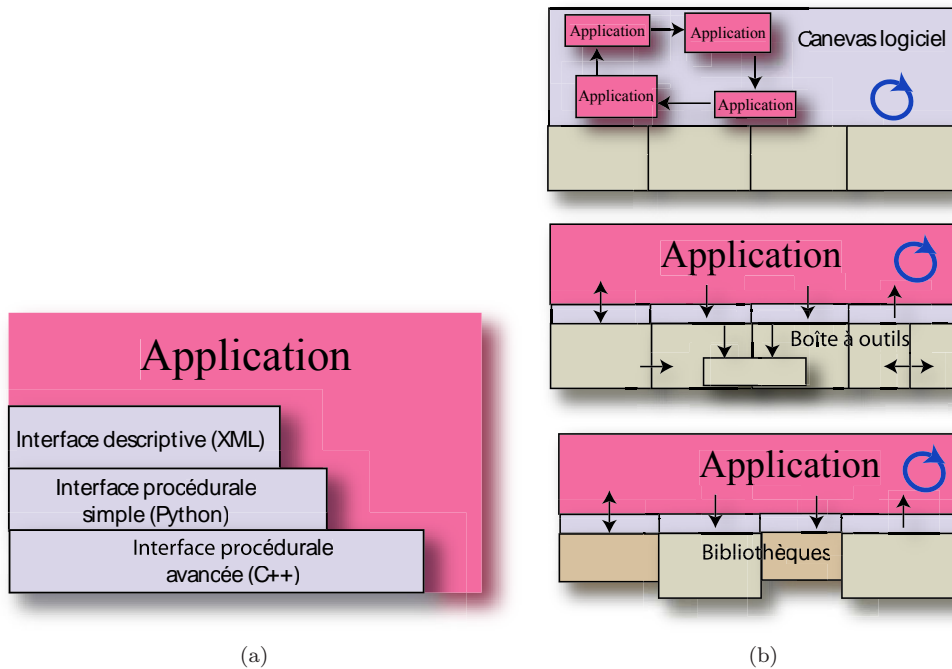 Application
Interface descriptive (XML)
Interface procédurale
simple (Python)
Interface procédurale
avancée (C++)
(a)
Canevas logiciel
Application
Application
Application
Application
Application
Boîte à outils
Application
Bibliothèques
(b)